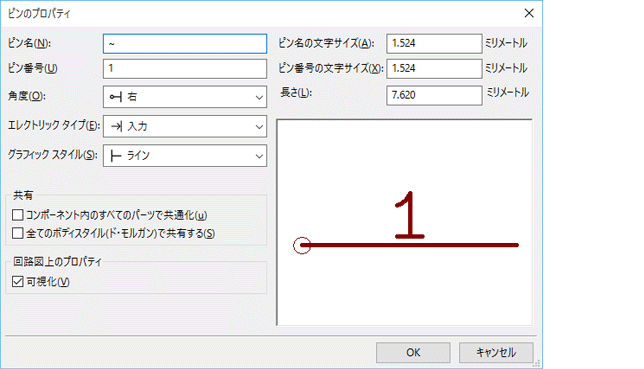 ピンのプロパティ
ピン名(N): ~
ピン名の文字サイズ(A): 1.524 ミリメートル
ピン番号(U) 1
ピン番号の文字サイズ(X): 1.524 ミリメートル
角度(O): 右
長さ(L): 7.620 ミリメートル
エレクトリック タイプ(E): 入力
グラフィック スタイル(S): ライン
1
共有
コンポーネント内のすべてのパーツで共通化(u)
全てのボディスタイル(ド・モルガン)で共有する(S)
回路図上のプロパティ
可視化(V)
OK キャンセル